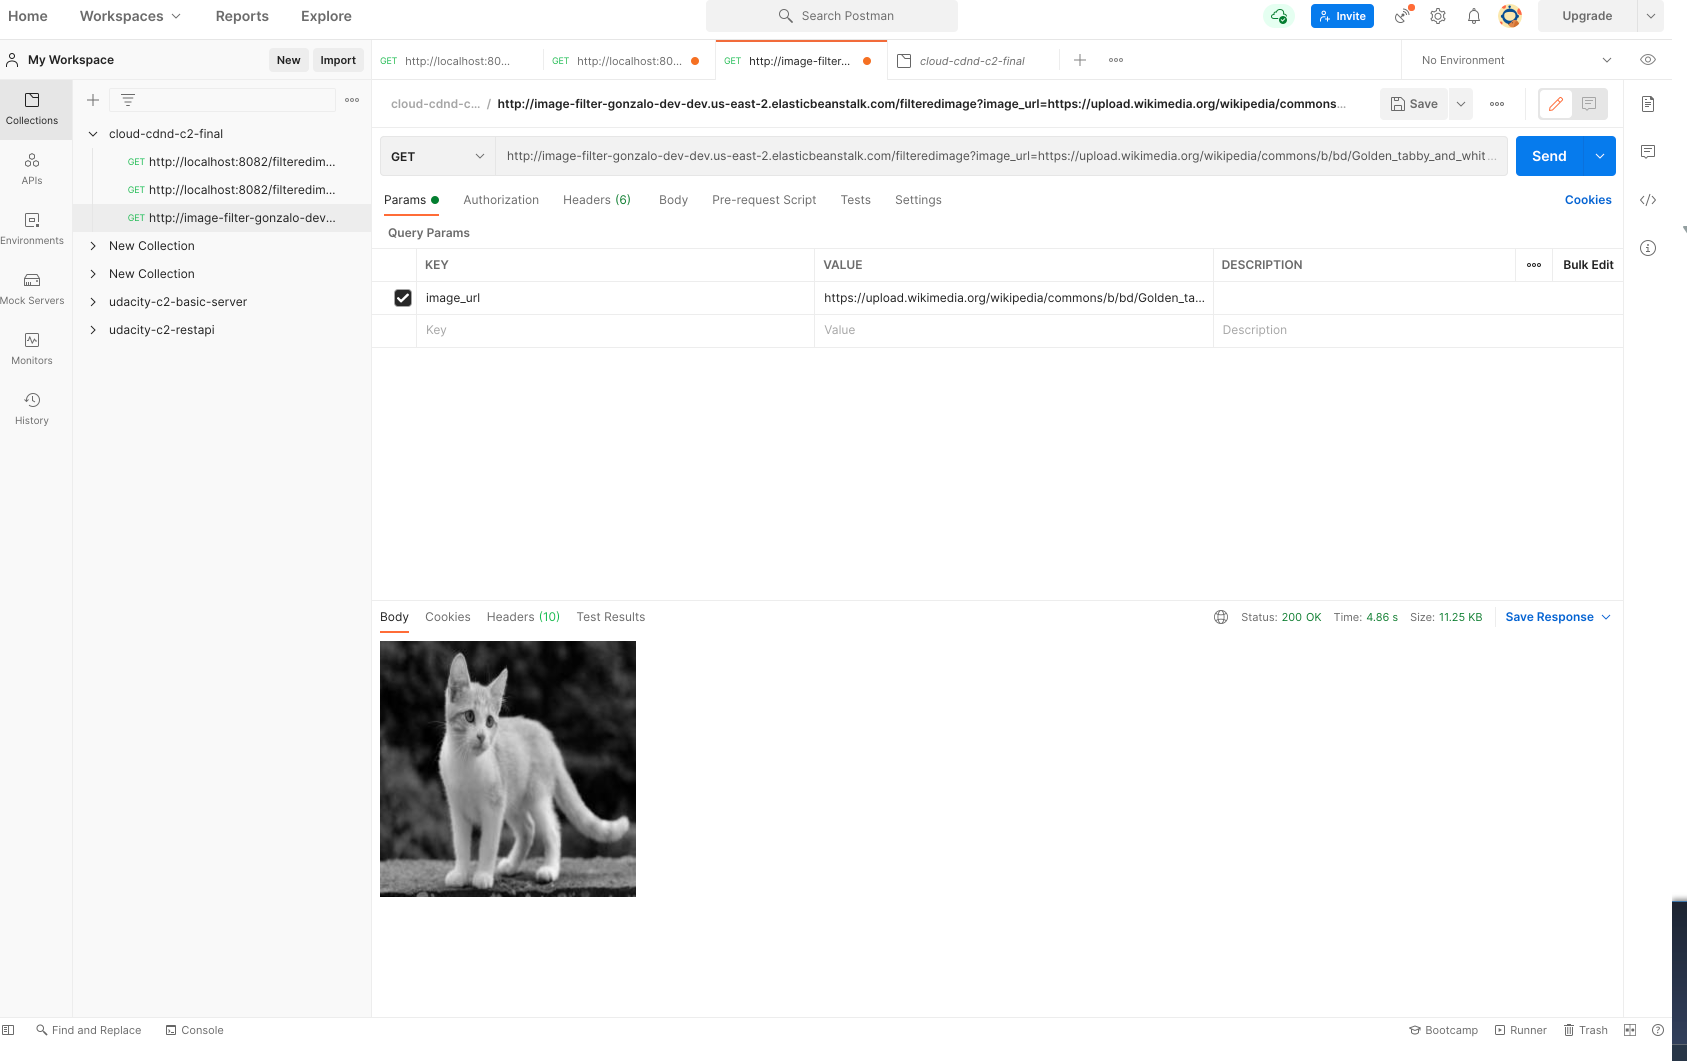 Home Workspaces Reports Explore Search Postman Invite Upgrade
My Workspace New Import
GET http://localhost:80... GET http://localhost:80... GET http://image-filter... cloud-cdnd-c2-final No Environment
Collections
APIs
Environments
Mock Servers
Monitors
History
cloud-cdnd-c2-final
GET http://localhost:8082/filteredim...
GET http://localhost:8082/filteredim...
GET http://image-filter-gonzalo-dev...
New Collection
New Collection
udacity-c2-basic-server
udacity-c2-restapi
cloud-cdnd-c... / http://image-filter-gonzalo-dev-dev.us-east-2.elasticbeanstalk.com/filteredimage?image_url=https://upload.wikimedia.org/wikipedia/commons... Save
GET http://image-filter-gonzalo-dev-dev.us-east-2.elasticbeanstalk.com/filteredimage?image_url=https://upload.wikimedia.org/wikipedia/commons/b/bd/Golden_tabby_and_whit... Send
Params Authorization Headers (6) Body Pre-request Script Tests Settings Cookies
Query Params
KEY VALUE DESCRIPTION Bulk Edit
image_url https://upload.wikimedia.org/wikipedia/commons/b/bd/Golden_ta...
Key Value Description
Body Cookies Headers (10) Test Results Status: 200 OK Time: 4.86 s Size: 11.25 KB Save Response
Find and Replace Console Bootcamp Runner Trash